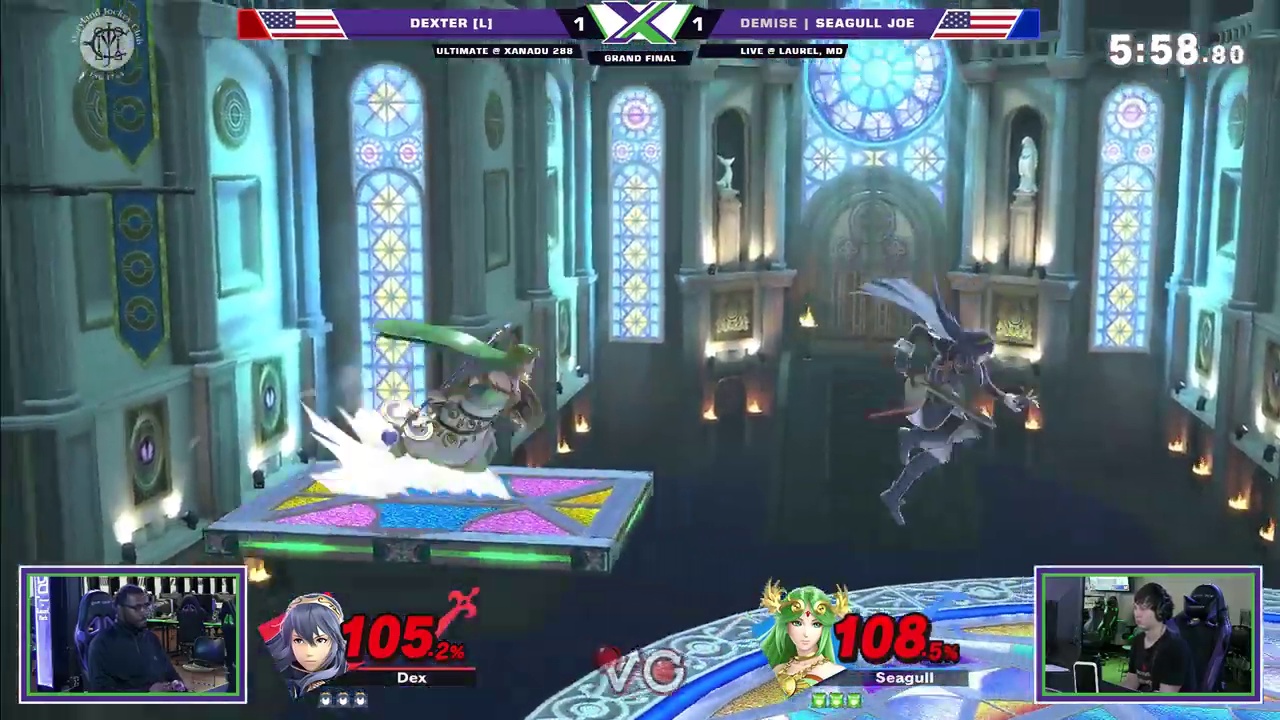 DEXTER [L]
1
1
DEMISE | SEAGULL JOE
ULTIMATE @ XANADU 288
GRAND FINAL
LIVE @ LAUREL, MD
5:58.80
105.2%
Dex
VG
108.5%
Seagull